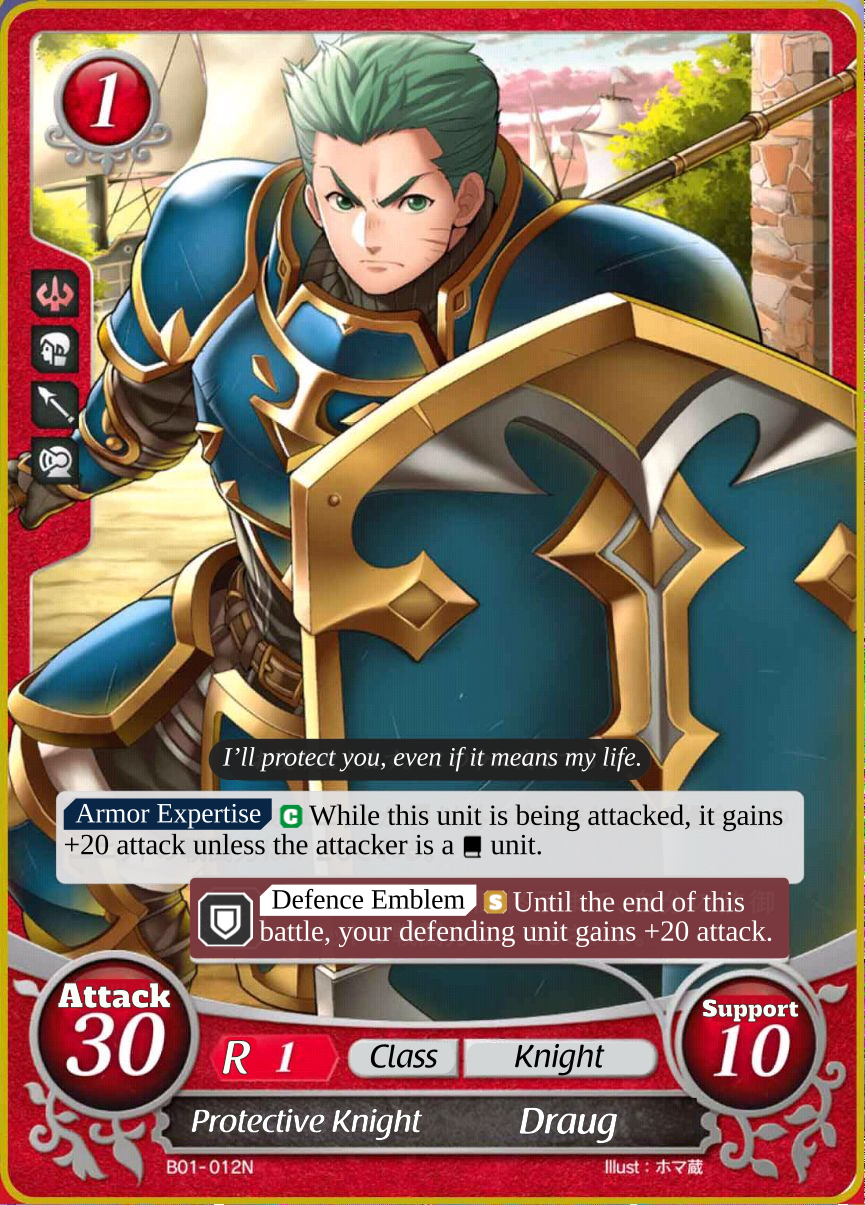 1
I'll protect you, even if it means my life.
Armor Expertise C While this unit is being attacked, it gains
+20 attack unless the attacker is a unit.
Defence Emblem S Until the end of this
battle, your defending unit gains +20 attack.
Attack
30
Support
10
R 1 Class Knight
Protective Knight Draug
B01-012N Illust：ホマ蔵